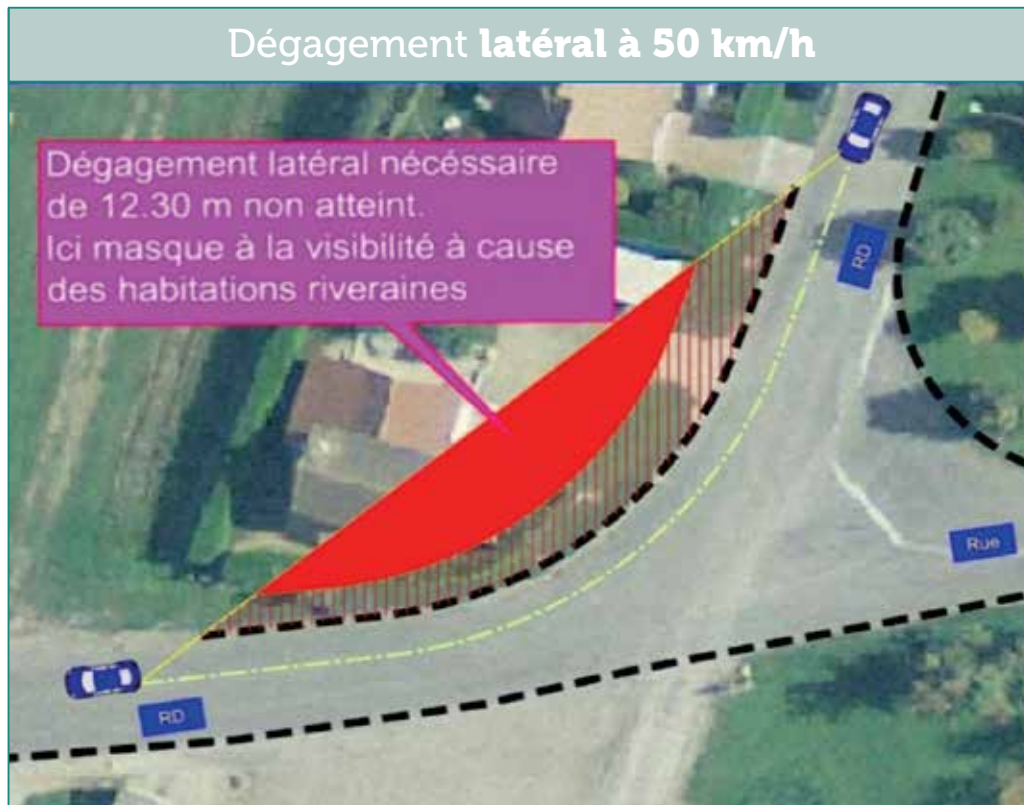 Dégagement latéral à 50 km/h
Dégagement latéral nécéssaire
de 12.30 m non atteint.
Ici masque à la visibilité à cause
des habitations riveraines
RD
Rue
RD